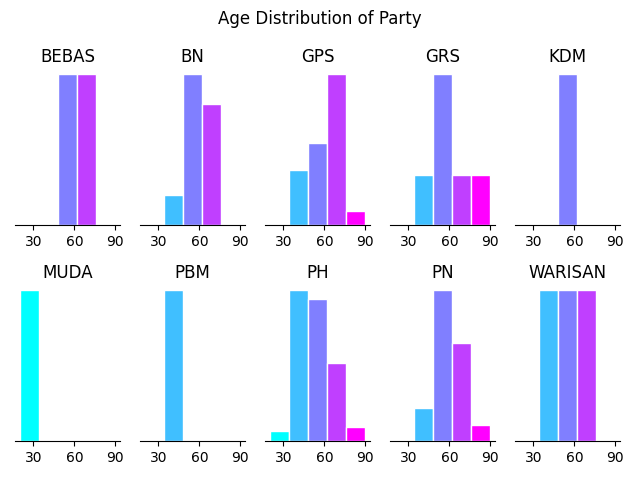 Age Distribution of Party
BEBAS BN GPS GRS KDM
30 60 90 30 60 90 30 60 90 30 60 90 30 60 90
MUDA PBM PH PN WARISAN
30 60 90 30 60 90 30 60 90 30 60 90 30 60 90